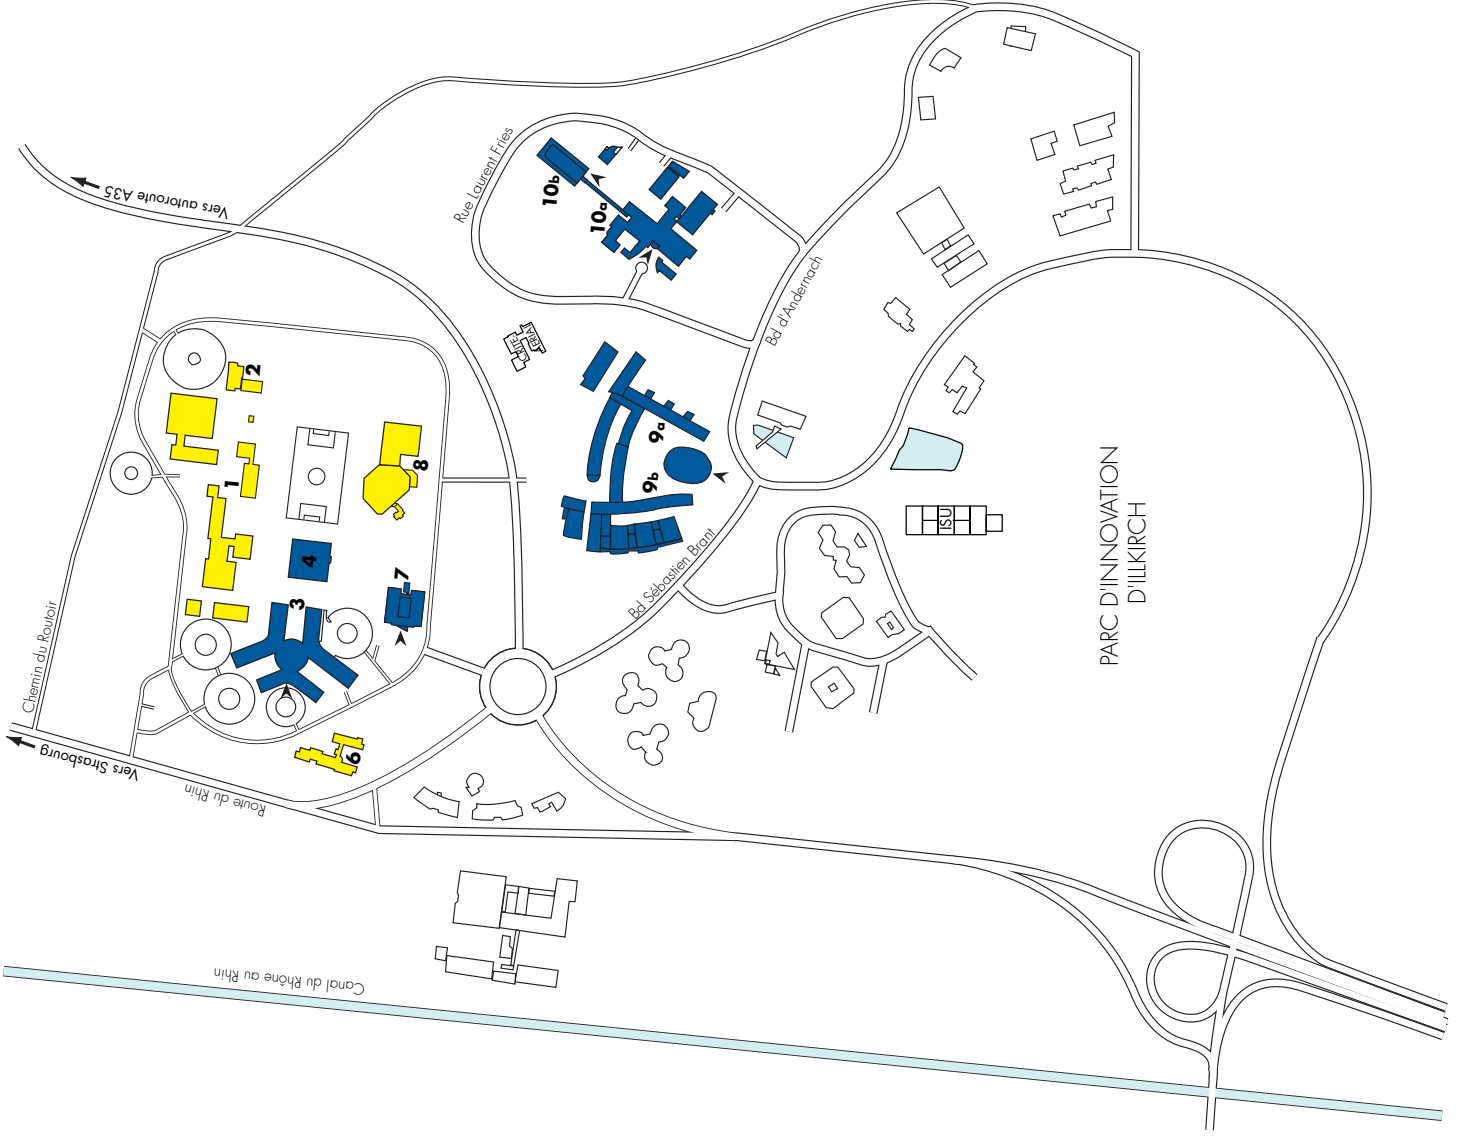 Rue Laurent Fries
10b
10a
Vers autoroute A35
Bd d'Andernach
2
1
8
9a
9b
4
7
3
Bd Sébastien Brant
ISU
PARC D'INNOVATION
D'ILLKIRCH
Chemin du Routoir
6
Vers Strasbourg
Route du Rhin
Canal du Rhône au Rhin